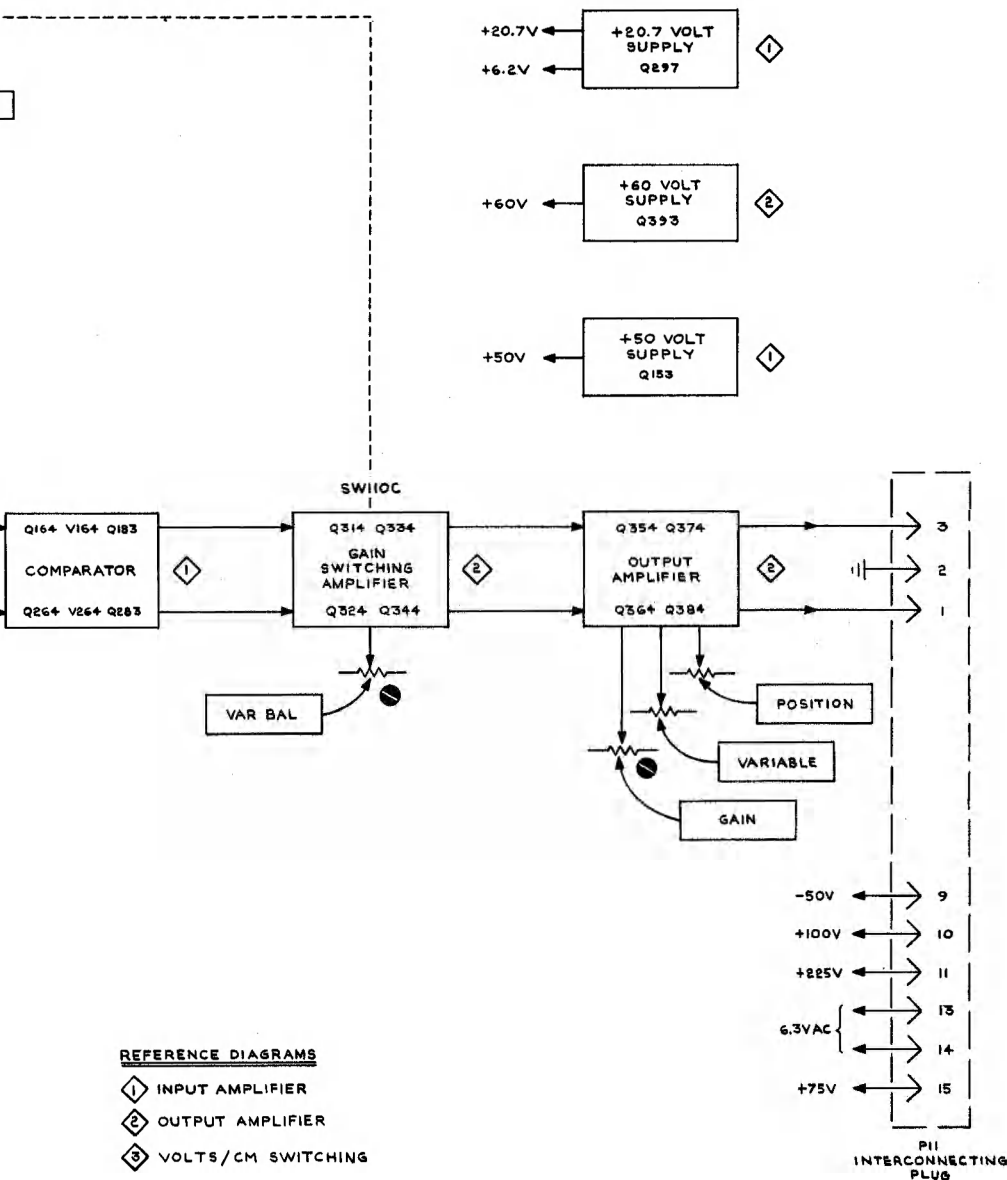 +20.7V
+6.2V
+20.7 VOLT
SUPPLY
Q297
1
+60V
+60 VOLT
SUPPLY
Q393
2
+50V
+50 VOLT
SUPPLY
Q153
1
Q164 V164 Q183
COMPARATOR
Q264 V264 Q283
1
SW110C
Q314 Q334
GAIN
SWITCHING
AMPLIFIER
Q324 Q344
2
Q354 Q374
OUTPUT
AMPLIFIER
Q364 Q384
2
3
2
1
VAR BAL
POSITION
VARIABLE
GAIN
-50V 9
+100V 10
+225V 11
6.3VAC
13
14
+75V 15
P11
INTERCONNECTING
PLUG
REFERENCE DIAGRAMS
1 INPUT AMPLIFIER
2 OUTPUT AMPLIFIER
3 VOLTS/CM SWITCHING